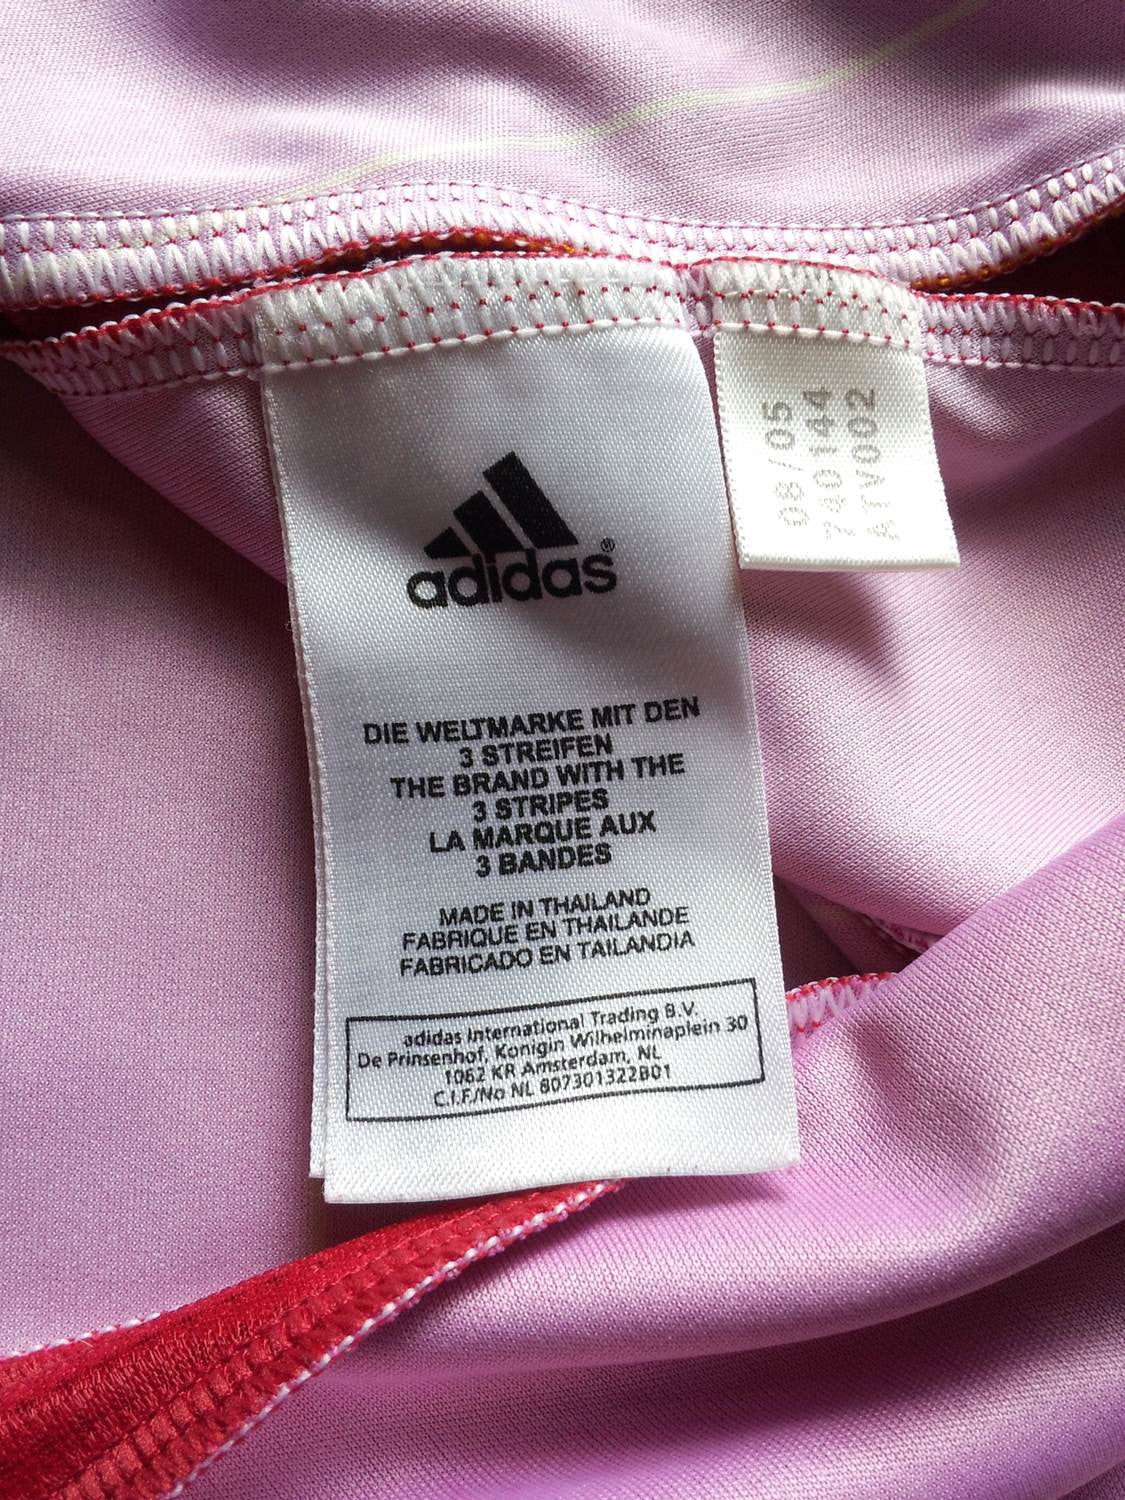 adidas®
DIE WELTMARKE MIT DEN
3 STREIFEN
THE BRAND WITH THE
3 STRIPES
LA MARQUE AUX
3 BANDES
MADE IN THAILAND
FABRIQUE EN THAILANDE
FABRICADO EN TAILANDIA
adidas International Trading B.V.
De Prinsenhof, Konigin Wilhelminaplein 30
1062 KR Amsterdam, NL
C.I.F./No NL 807301322B01
08/05
740144
ATV002